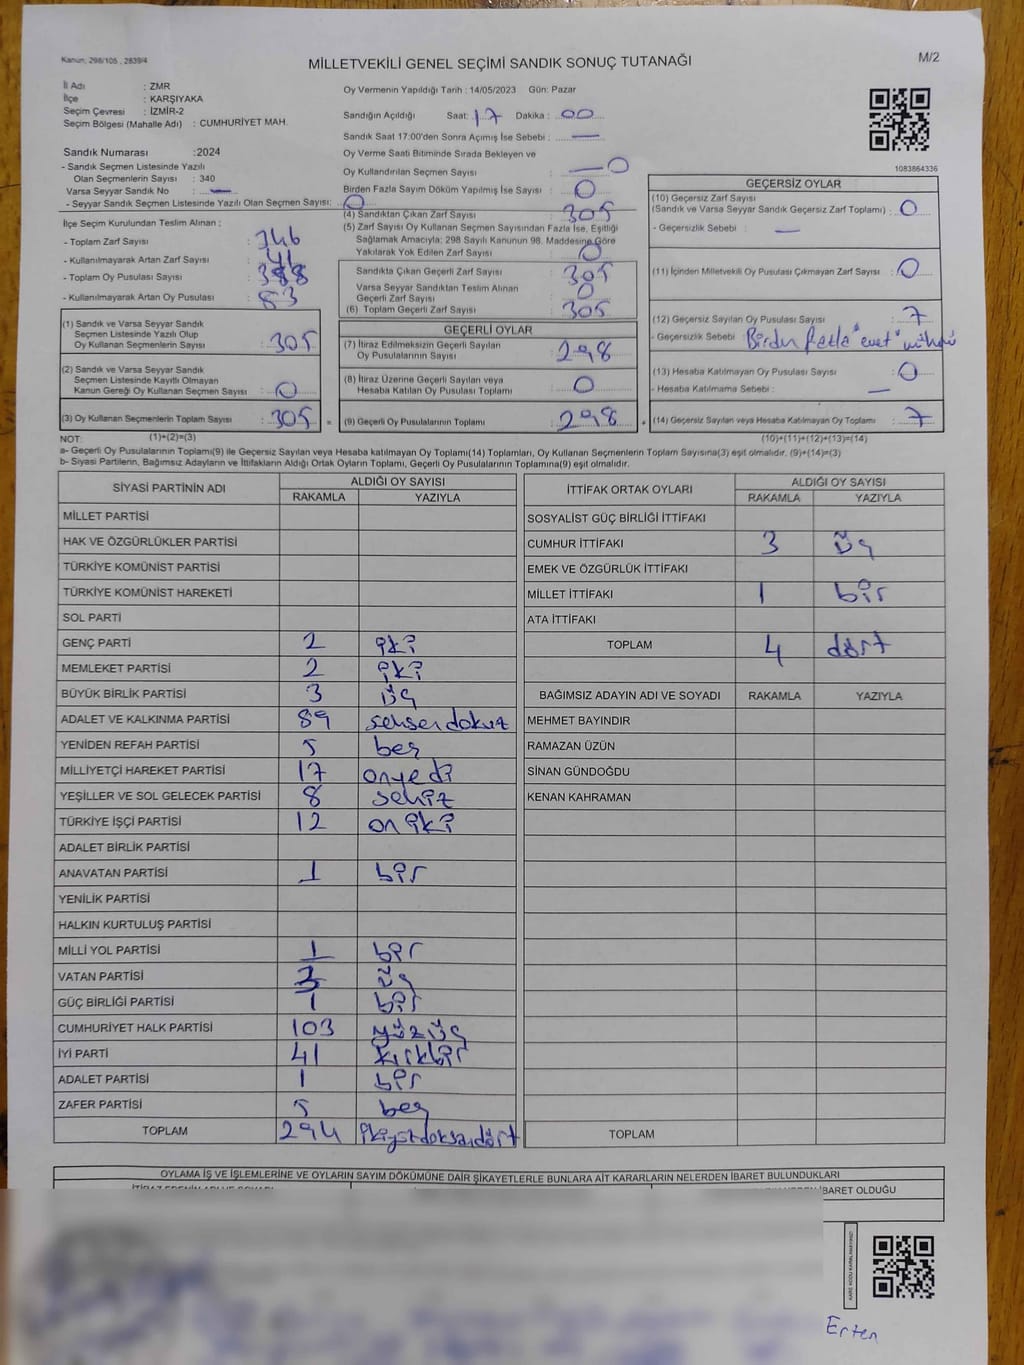 Kanun; 298/105 , 2839/4
M/2
MİLLETVEKİLİ GENEL SEÇİMİ SANDIK SONUÇ TUTANAĞI
İl Adı : ZMR
İlçe : KARŞIYAKA
Seçim Çevresi : İZMİR-2
Seçim Bölgesi (Mahalle Adı) : CUMHURİYET MAH.
Sandık Numarası :2024
- Sandık Seçmen Listesinde Yazılı
Olan Seçmenlerin Sayısı : 340
Varsa Seyyar Sandık No : —
- Seyyar Sandık Seçmen Listesinde Yazılı Olan Seçmen Sayısı: 0
Oy Vermenin Yapıldığı Tarih : 14/05/2023 Gün: Pazar
Sandığın Açıldığı Saat: 17 Dakika : 00
Sandık Saat 17:00'den Sonra Açımış İse Sebebi : —
Oy Verme Saati Bitiminde Sırada Bekleyen ve
Oy Kullandırılan Seçmen Sayısı : — 0
Birden Fazla Sayım Döküm Yapılmış İse Sayısı : 0
1083864336
İlçe Seçim Kurulundan Teslim Alınan ;
- Toplam Zarf Sayısı : 346
- Kullanılmayarak Artan Zarf Sayısı : 41
- Toplam Oy Pusulası Sayısı : 388
- Kullanılmayarak Artan Oy Pusulası : 83
(1) Sandık ve Varsa Seyyar Sandık
Seçmen Listesinde Yazılı Olup
Oy Kullanan Seçmenlerin Sayısı : 305
(2) Sandık ve Varsa Seyyar Sandık
Seçmen Listesinde Kayıtlı Olmayan
Kanun Gereği Oy Kullanan Seçmen Sayısı : 0
(3) Oy Kullanan Seçmenlerin Toplam Sayısı : 305 =
(4) Sandıktan Çıkan Zarf Sayısı : 305
(5) Zarf Sayısı Oy Kullanan Seçmen Sayısından Fazla İse, Eşitliği
Sağlamak Amacıyla; 298 Sayılı Kanunun 98. Maddesine Göre
Yakılarak Yok Edilen Zarf Sayısı : 0
Sandıkta Çıkan Geçerli Zarf Sayısı : 305
Varsa Seyyar Sandıktan Teslim Alınan
Geçerli Zarf Sayısı : 0
(6) Toplam Geçerli Zarf Sayısı : 305
GEÇERLİ OYLAR
(7) İtiraz Edilmeksizin Geçerli Sayılan
Oy Pusulalarının Sayısı : 298
(8) İtiraz Üzerine Geçerli Sayılan veya
Hesaba Katılan Oy Pusulası Toplamı : 0
(9) Geçerli Oy Pusulalarının Toplamı : 298 +
GEÇERSİZ OYLAR
(10) Geçersiz Zarf Sayısı
(Sandık ve Varsa Seyyar Sandık Geçersiz Zarf Toplamı) : 0
- Geçersizlik Sebebi : —
(11) İçinden Milletvekili Oy Pusulası Çıkmayan Zarf Sayısı : 0
(12) Geçersiz Sayılan Oy Pusulası Sayısı : 7
- Geçersizlik Sebebi : Birden fazla "evet" mührü
(13) Hesaba Katılmayan Oy Pusulası Sayısı : 0
- Hesaba Katılmama Sebebi : —
(14) Geçersiz Sayılan veya Hesaba Katılmayan Oy Toplamı : 7
NOT: (1)+(2)=(3) (10)+(11)+(12)+(13)=(14)
a- Geçerli Oy Pusulalarının Toplamı(9) ile Geçersiz Sayılan veya Hesaba katılmayan Oy Toplamı(14) Toplamları, Oy Kullanan Seçmenlerin Toplam Sayısına(3) eşit olmalıdır. (9)+(14)=(3)
b- Siyasi Partilerin, Bağımsız Adayların ve İttifakların Aldığı Ortak Oyların Toplamı, Geçerli Oy Pusulalarının Toplamına(9) eşit olmalıdır.
SİYASİ PARTİNİN ADI ALDIĞI OY SAYISI
RAKAMLA YAZIYLA
MİLLET PARTİSİ
HAK VE ÖZGÜRLÜKLER PARTİSİ
TÜRKİYE KOMÜNİST PARTİSİ
TÜRKİYE KOMÜNİST HAREKETİ
SOL PARTİ
GENÇ PARTİ 2 iki
MEMLEKET PARTİSİ 2 iki
BÜYÜK BİRLİK PARTİSİ 3 üç
ADALET VE KALKINMA PARTİSİ 89 seksendokuz
YENİDEN REFAH PARTİSİ 5 beş
MİLLİYETÇİ HAREKET PARTİSİ 17 onyedi
YEŞİLLER VE SOL GELECEK PARTİSİ 8 sekiz
TÜRKİYE İŞÇİ PARTİSİ 12 oniki
ADALET BİRLİK PARTİSİ
ANAVATAN PARTİSİ 1 bir
YENİLİK PARTİSİ
HALKIN KURTULUŞ PARTİSİ
MİLLİ YOL PARTİSİ 1 bir
VATAN PARTİSİ 3 üç
GÜÇ BİRLİĞİ PARTİSİ 1 bir
CUMHURİYET HALK PARTİSİ 103 yüzüç
İYİ PARTİ 41 kırkbir
ADALET PARTİSİ 1 bir
ZAFER PARTİSİ 5 beş
TOPLAM 294 ikiyüzdoksandört
İTTİFAK ORTAK OYLARI ALDIĞI OY SAYISI
RAKAMLA YAZIYLA
SOSYALİST GÜÇ BİRLİĞİ İTTİFAKI
CUMHUR İTTİFAKI 3 üç
EMEK VE ÖZGÜRLÜK İTTİFAKI
MİLLET İTTİFAKI 1 bir
ATA İTTİFAKI
TOPLAM 4 dört
BAĞIMSIZ ADAYIN ADI VE SOYADI RAKAMLA YAZIYLA
MEHMET BAYINDIR
RAMAZAN ÜZÜN
SİNAN GÜNDOĞDU
KENAN KAHRAMAN
TOPLAM
OYLAMA İŞ VE İŞLEMLERİNE VE OYLARIN SAYIM DÖKÜMÜNE DAİR ŞİKAYETLERLE BUNLARA AİT KARARLARIN NELERDEN İBARET BULUNDUKLARI
İBARET OLDUĞU
Erten